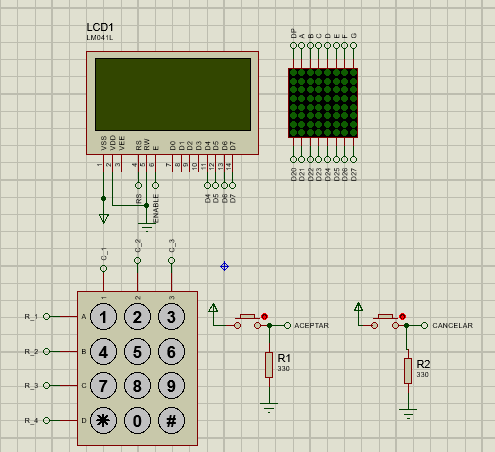 LCD1
LM041L
VSS VDD VEE RS RW E D0 D1 D2 D3 D4 D5 D6 D7
1 2 3 4 5 6 7 8 9 10 11 12 13 14
RS ENABLE D4 D5 D6 D7
DP A B C D E F G
D20 D21 D22 D23 D24 D25 D26 D27
C_1 C_2 C_3
1 2 3
R_1 A 1 2 3
R_2 B 4 5 6
R_3 C 7 8 9
R_4 D * 0 #
ACEPTAR
R1
330
CANCELAR
R2
330